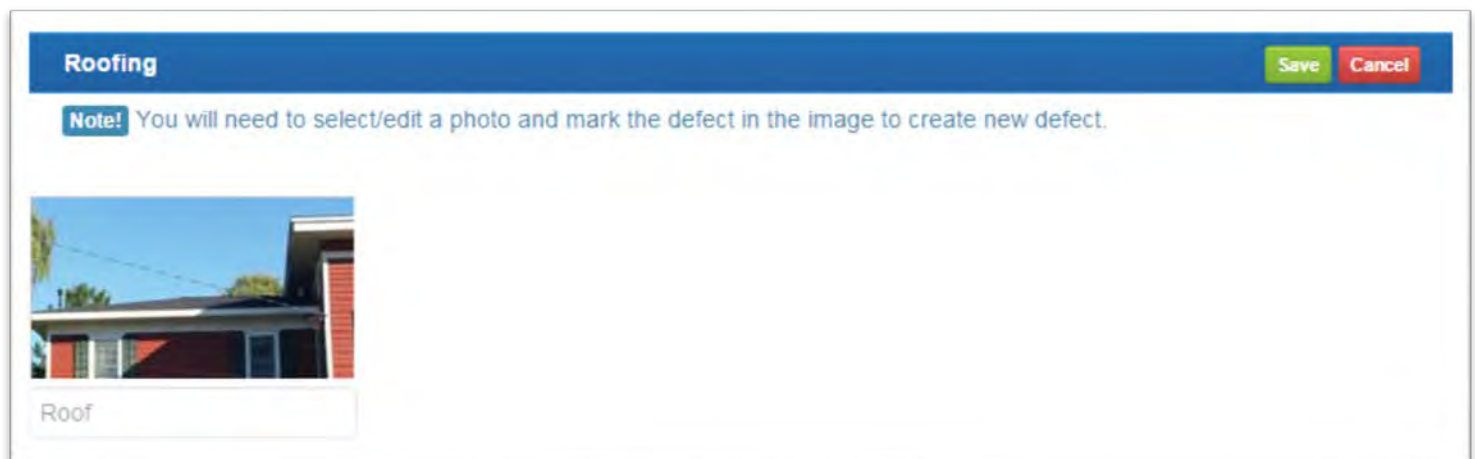 Roofing
Save Cancel
Note! You will need to select/edit a photo and mark the defect in the image to create new defect.
Roof